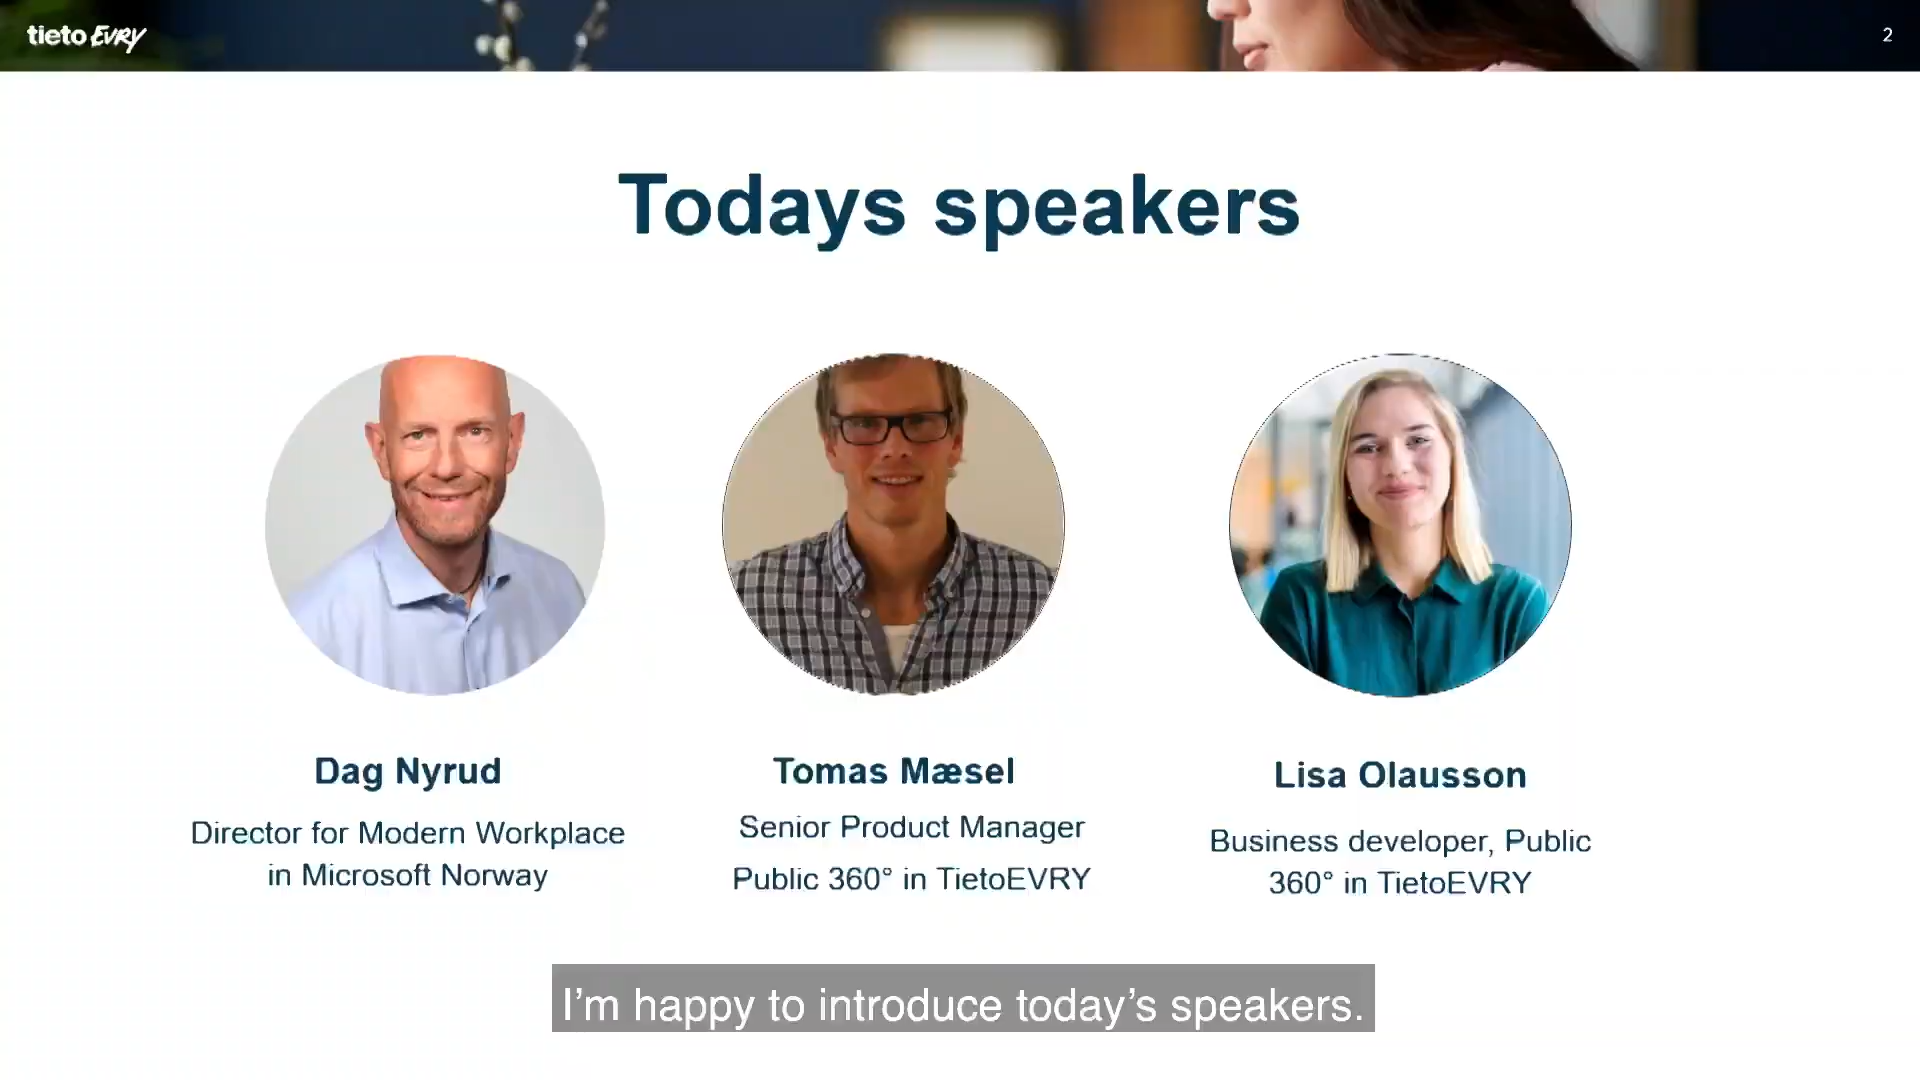 tieto EVRY
2
Todays speakers
Dag Nyrud
Director for Modern Workplace
in Microsoft Norway
Tomas Mæsel
Senior Product Manager
Public 360° in TietoEVRY
Lisa Olausson
Business developer, Public
360° in TietoEVRY
I’m happy to introduce today’s speakers.